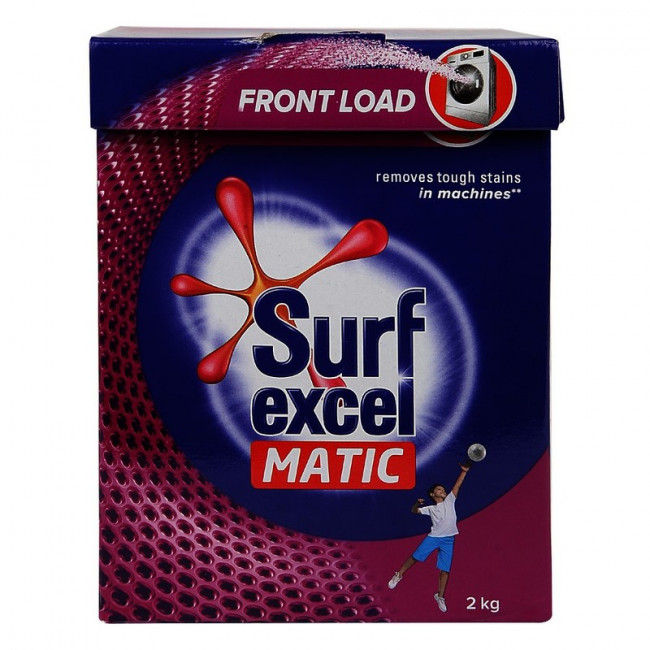 FRONT LOAD
removes tough stains
in machines**
Surf
excel
MATIC
2 kg